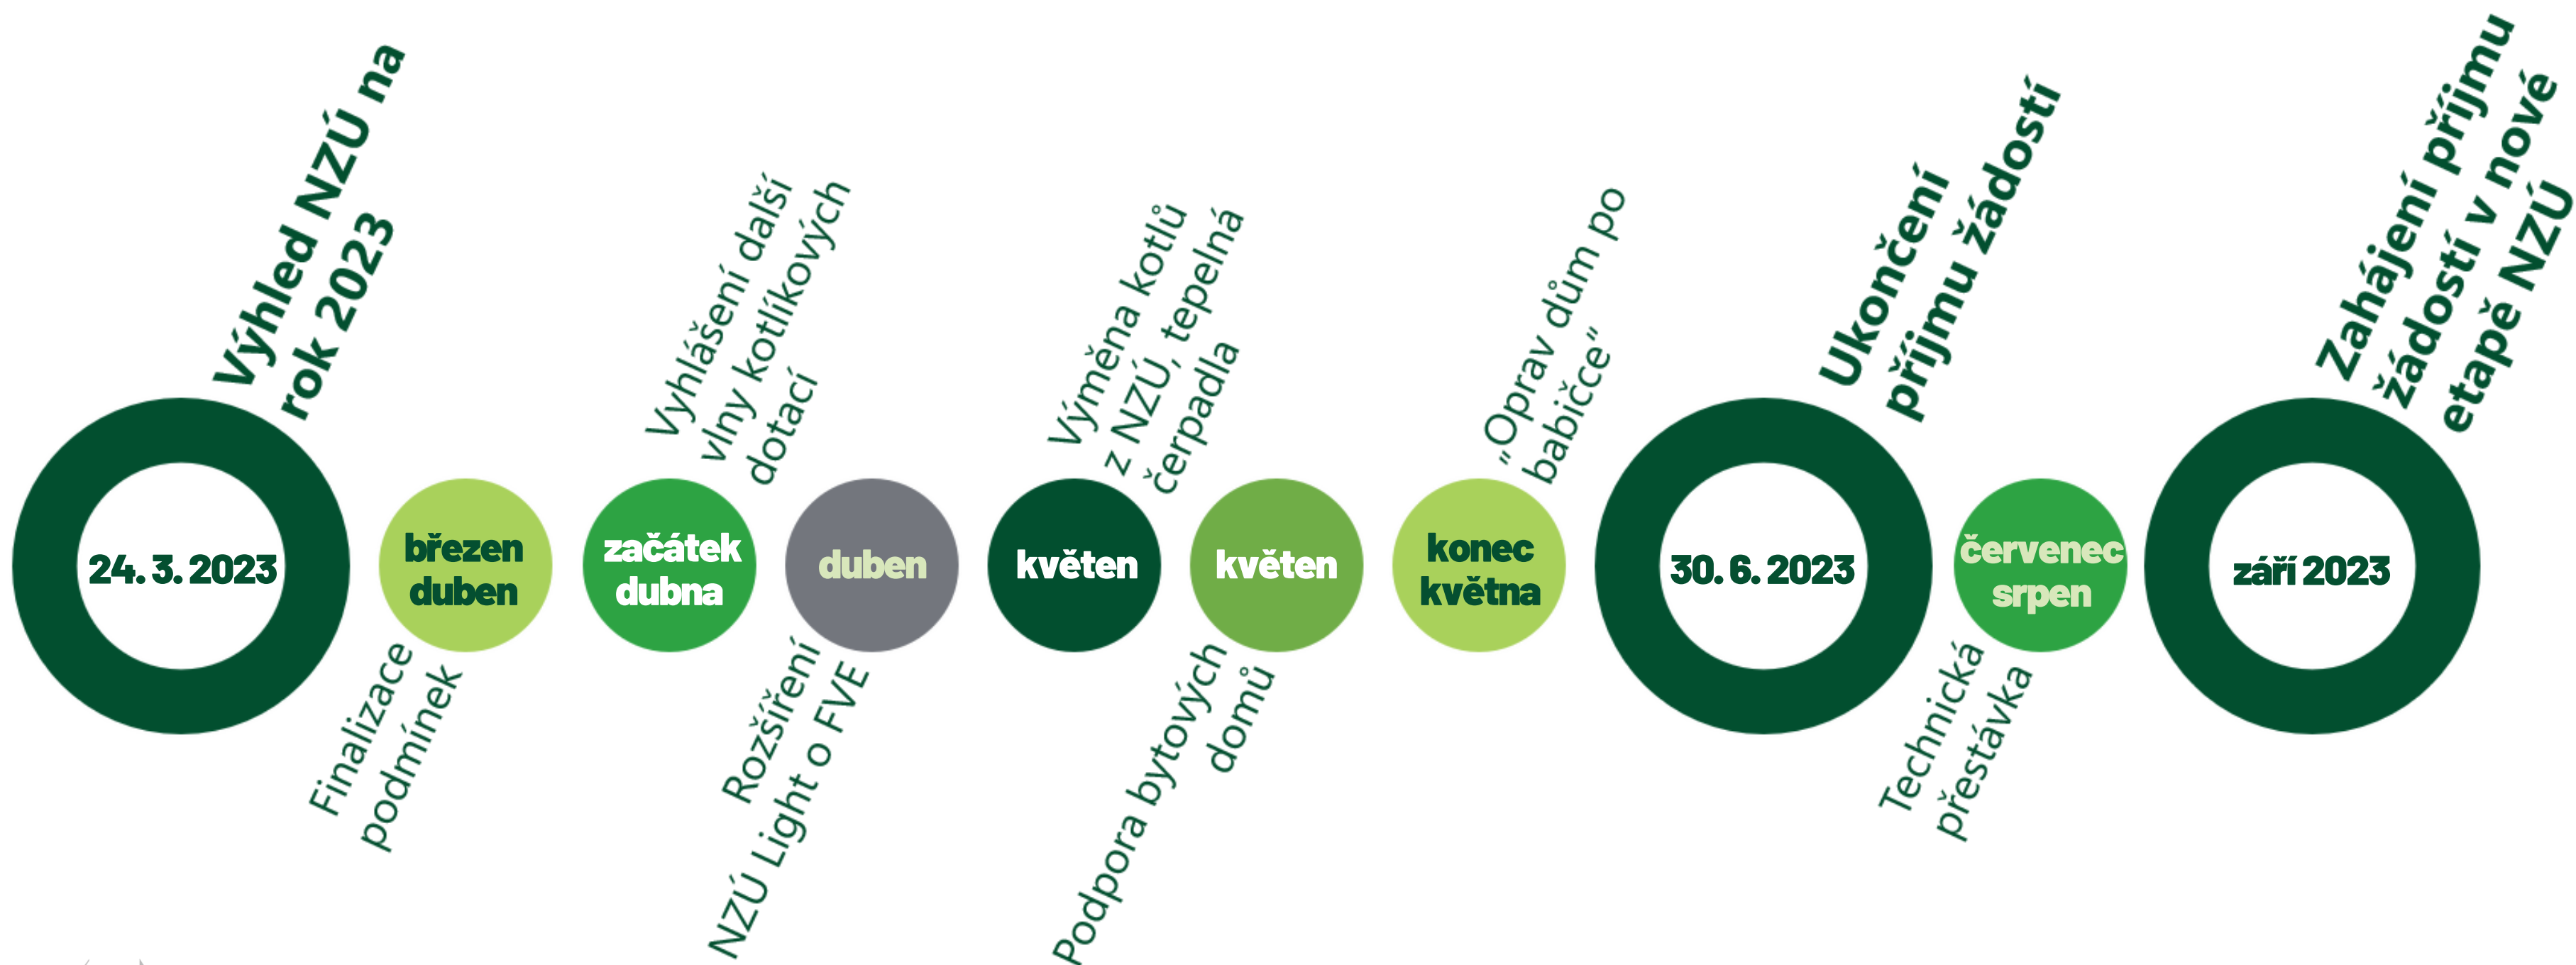 Výhled NZÚ na
rok 2023
24. 3. 2023
březen
duben
Finalizace
podmínek
Vyhlášení další
vlny kotlíkových
dotací
začátek
dubna
duben
Rozšíření
NZÚ Light o FVE
Výměna kotlů
z NZÚ, tepelná
čerpadla
květen
květen
Podpora bytových
domů
„Oprav dům po
babičce“
konec
května
Ukončení
příjmu žádostí
30. 6. 2023
červenec
srpen
Technická
přestávka
Zahájení příjmu
žádostí v nové
etapě NZÚ
září 2023